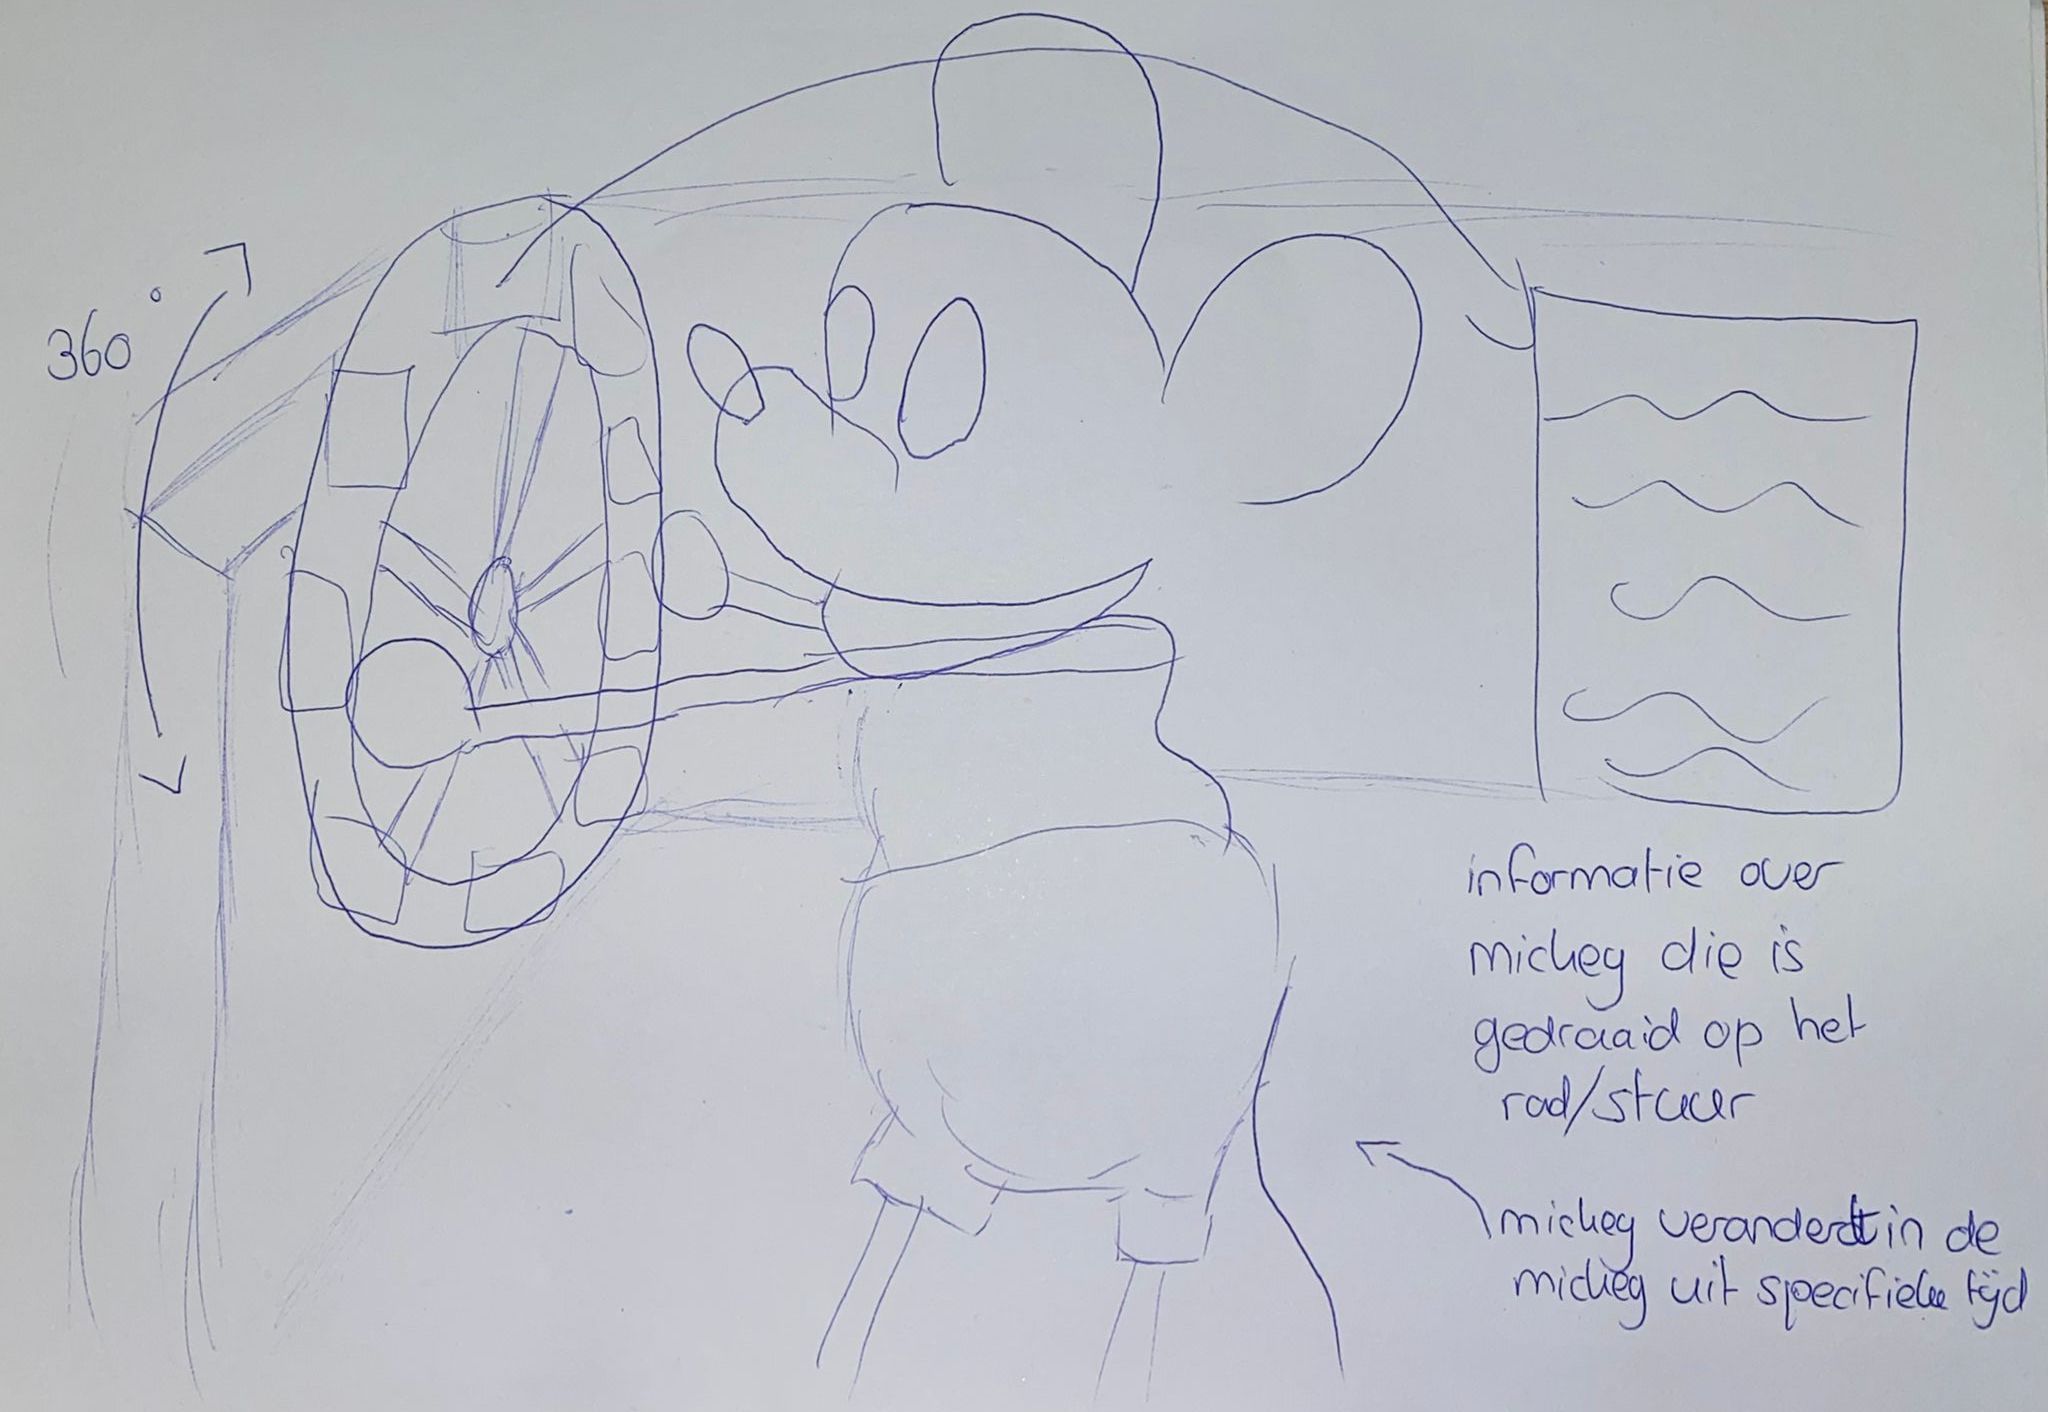 360°
informatie over
mickey die is
gedraaid op het
rad/stuur
mickey veranderdt in de
mickey uit specifieke tijd